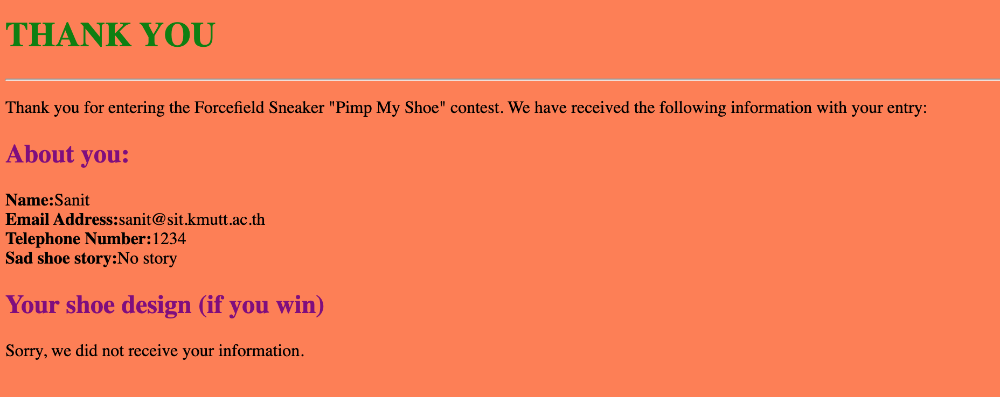 THANK YOU
Thank you for entering the Forcefield Sneaker "Pimp My Shoe" contest. We have received the following information with your entry:
About you:
Name:Sanit
Email Address:sanit@sit.kmutt.ac.th
Telephone Number:1234
Sad shoe story:No story
Your shoe design (if you win)
Sorry, we did not receive your information.